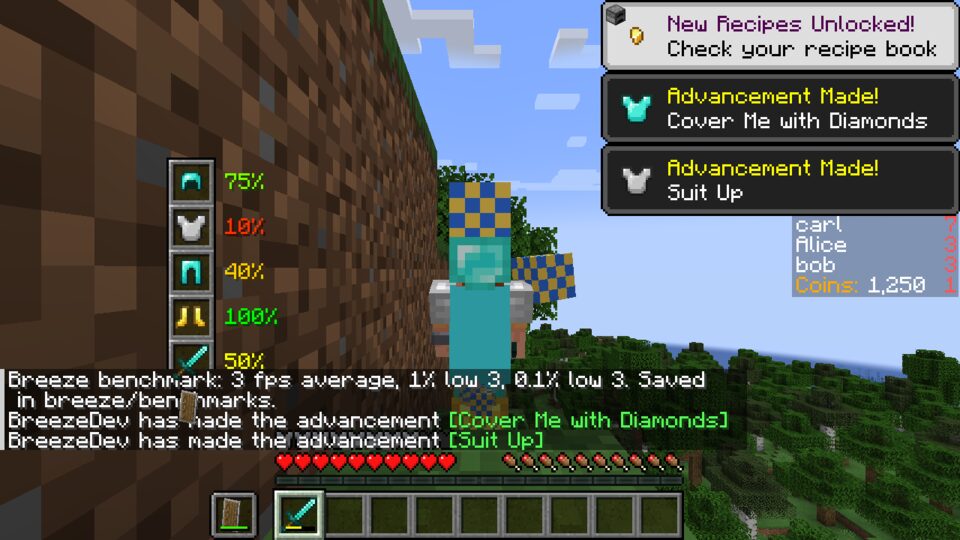 New Recipes Unlocked!
Check your recipe book
Advancement Made!
Cover Me with Diamonds
Advancement Made!
Suit Up
carl 7
Alice 3
bob 3
Coins: 1,250 1
75%
10%
40%
100%
50%
Breeze benchmark: 3 fps average, 1% low 3, 0.1% low 3. Saved
in breeze/benchmarks.
BreezeDev has made the advancement [Cover Me with Diamonds]
BreezeDev has made the advancement [Suit Up]